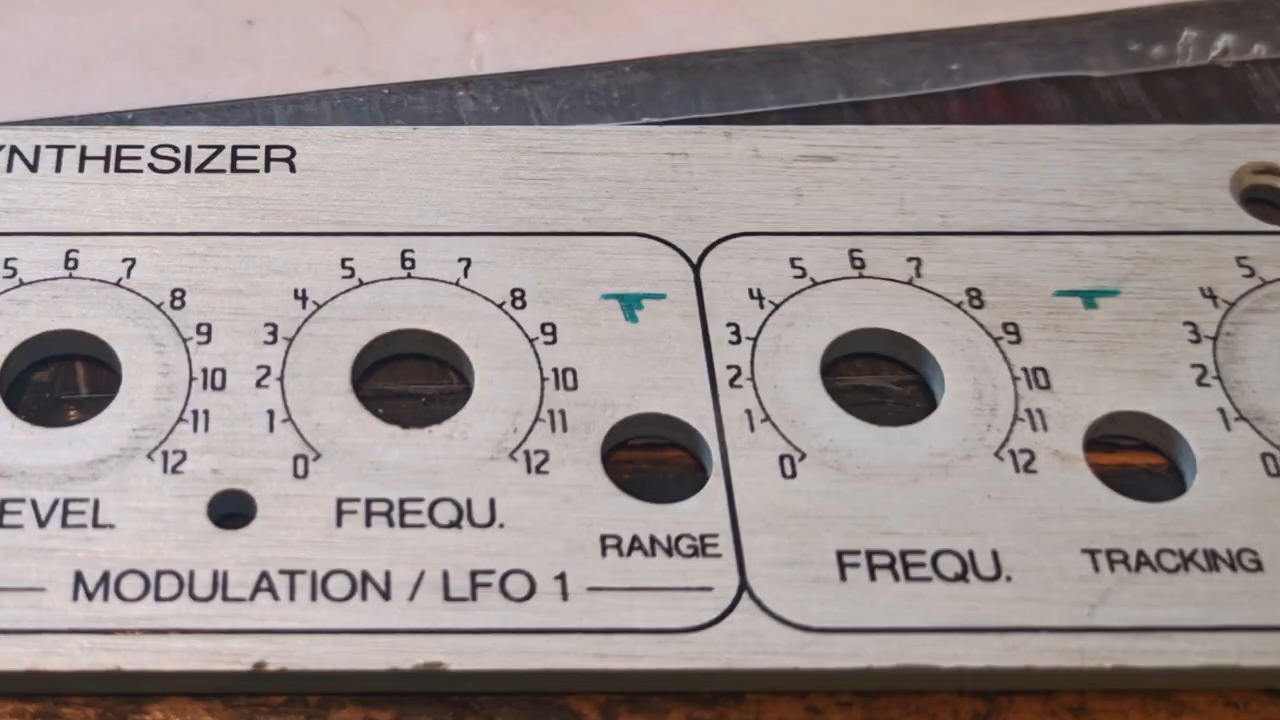 YNTHESIZER
5 6 7 8 9 10 11 12
0 1 2 3 4 5 6 7 8 9 10 11 12
0 1 2 3 4 5 6 7 8 9 10 11 12
0 1 2 3 4 5
EVEL
FREQU.
RANGE
FREQU.
TRACKING
MODULATION / LFO 1